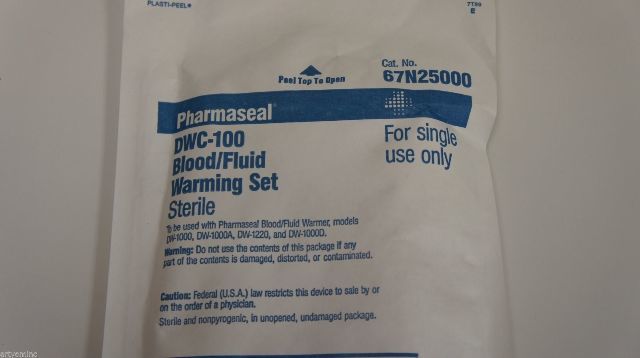 PLASTI-PEEL®
7T99
E
Peel Top To Open
Cat. No.
67N25000
Pharmaseal®
DWC-100
Blood/Fluid
Warming Set
Sterile
For single
use only
To be used with Pharmaseal Blood/Fluid Warmer, models
DW-1000, DW-1000A, DW-1220, and DW-1000D.
Warning: Do not use the contents of this package if any
part of the contents is damaged, distorted, or contaminated.
Caution: Federal (U.S.A.) law restricts this device to sale by or
on the order of a physician.
Sterile and nonpyrogenic, in unopened, undamaged package.
artyominc